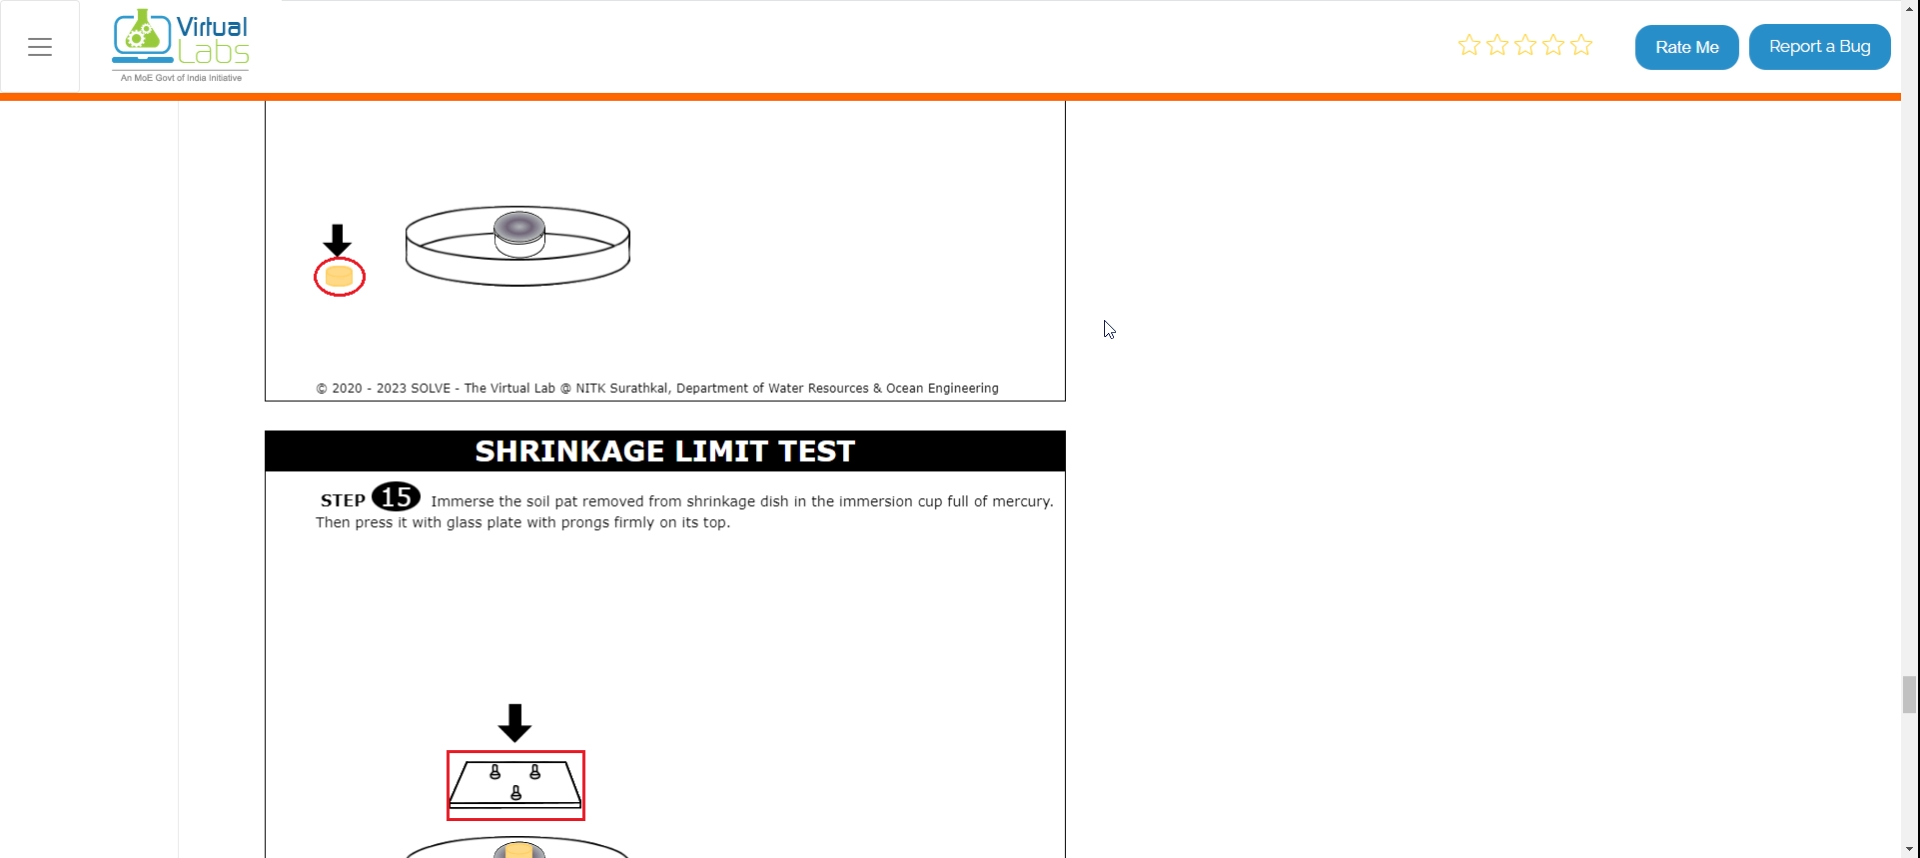 Virtual
Labs
An MoE Govt of India Initiative
Rate Me
Report a Bug
© 2020 - 2023 SOLVE - The Virtual Lab @ NITK Surathkal, Department of Water Resources & Ocean Engineering
SHRINKAGE LIMIT TEST
STEP 15 Immerse the soil pat removed from shrinkage dish in the immersion cup full of mercury.
Then press it with glass plate with prongs firmly on its top.